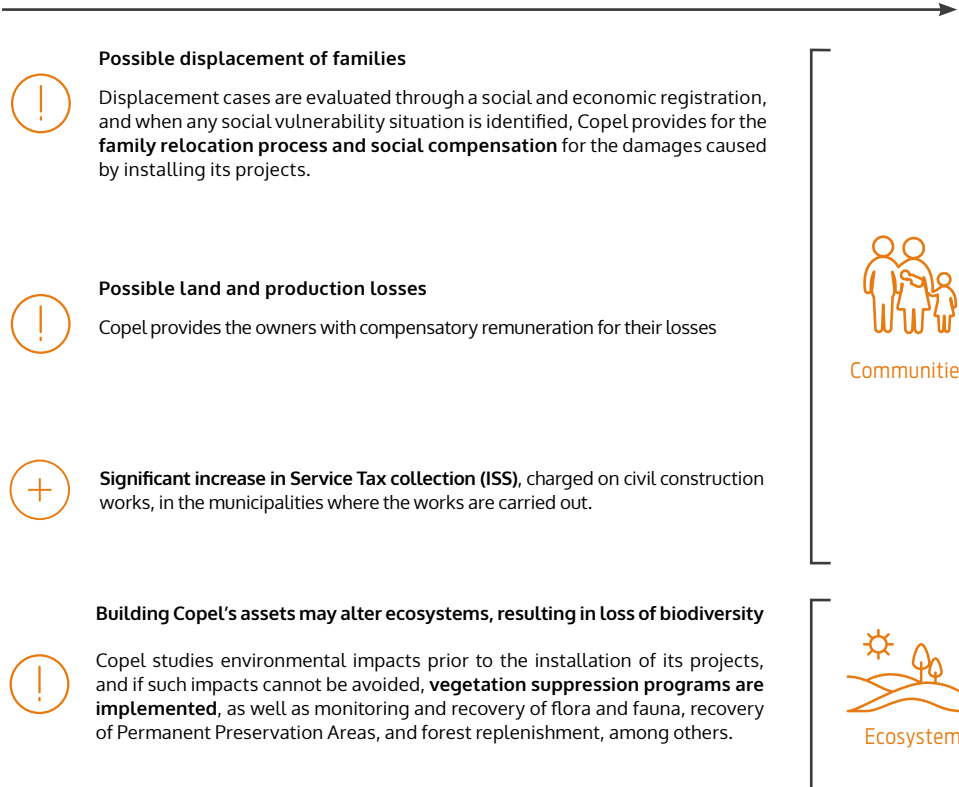 Possible displacement of families
Displacement cases are evaluated through a social and economic registration,
and when any social vulnerability situation is identified, Copel provides for the
family relocation process and social compensation for the damages caused
by installing its projects.
Possible land and production losses
Copel provides the owners with compensatory remuneration for their losses
Communitie
Significant increase in Service Tax collection (ISS), charged on civil construction
works, in the municipalities where the works are carried out.
Building Copel's assets may alter ecosystems, resulting in loss of biodiversity
Copel studies environmental impacts prior to the installation of its projects,
and if such impacts cannot be avoided, vegetation suppression programs are
implemented, as well as monitoring and recovery of flora and fauna, recovery
of Permanent Preservation Areas, and forest replenishment, among others.
Ecosystem